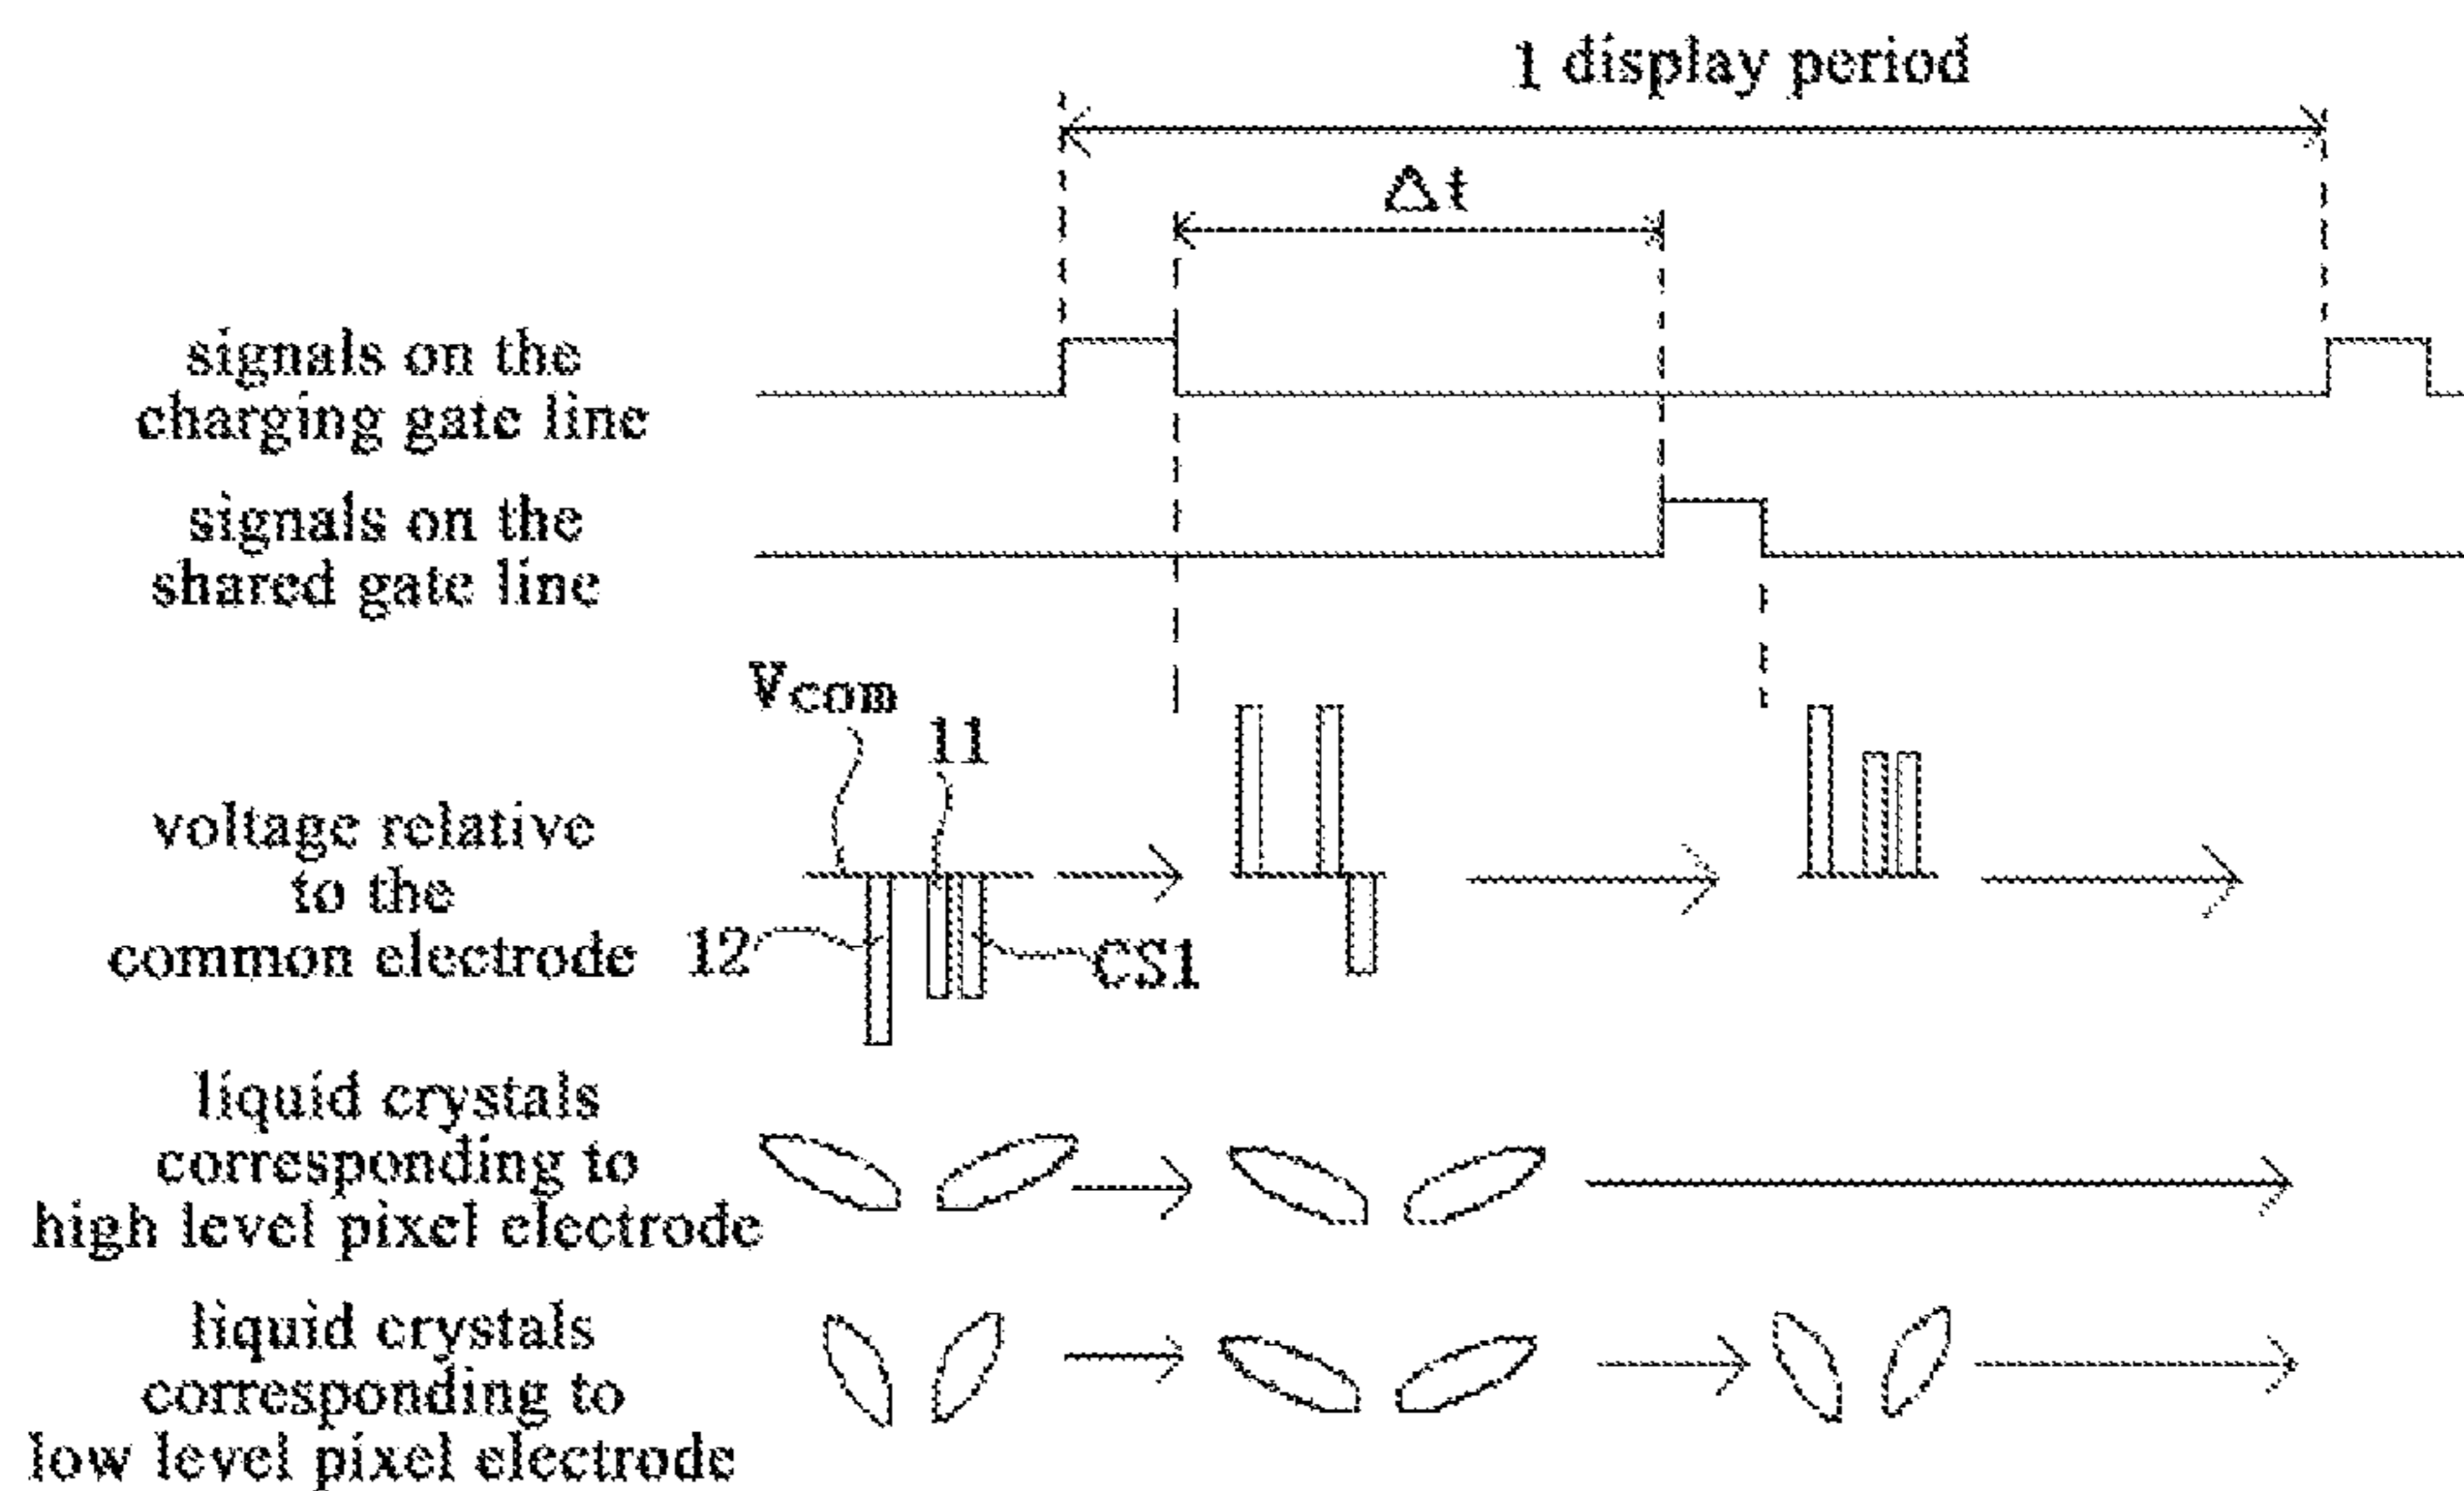 1 display period
Δt
signals on the
charging gate line
signals on the
shared gate line
Vcom
11
voltage relative
to the
common electrode
12
CS1
liquid crystals
corresponding to
high level pixel electrode
liquid crystals
corresponding to
low level pixel electrode